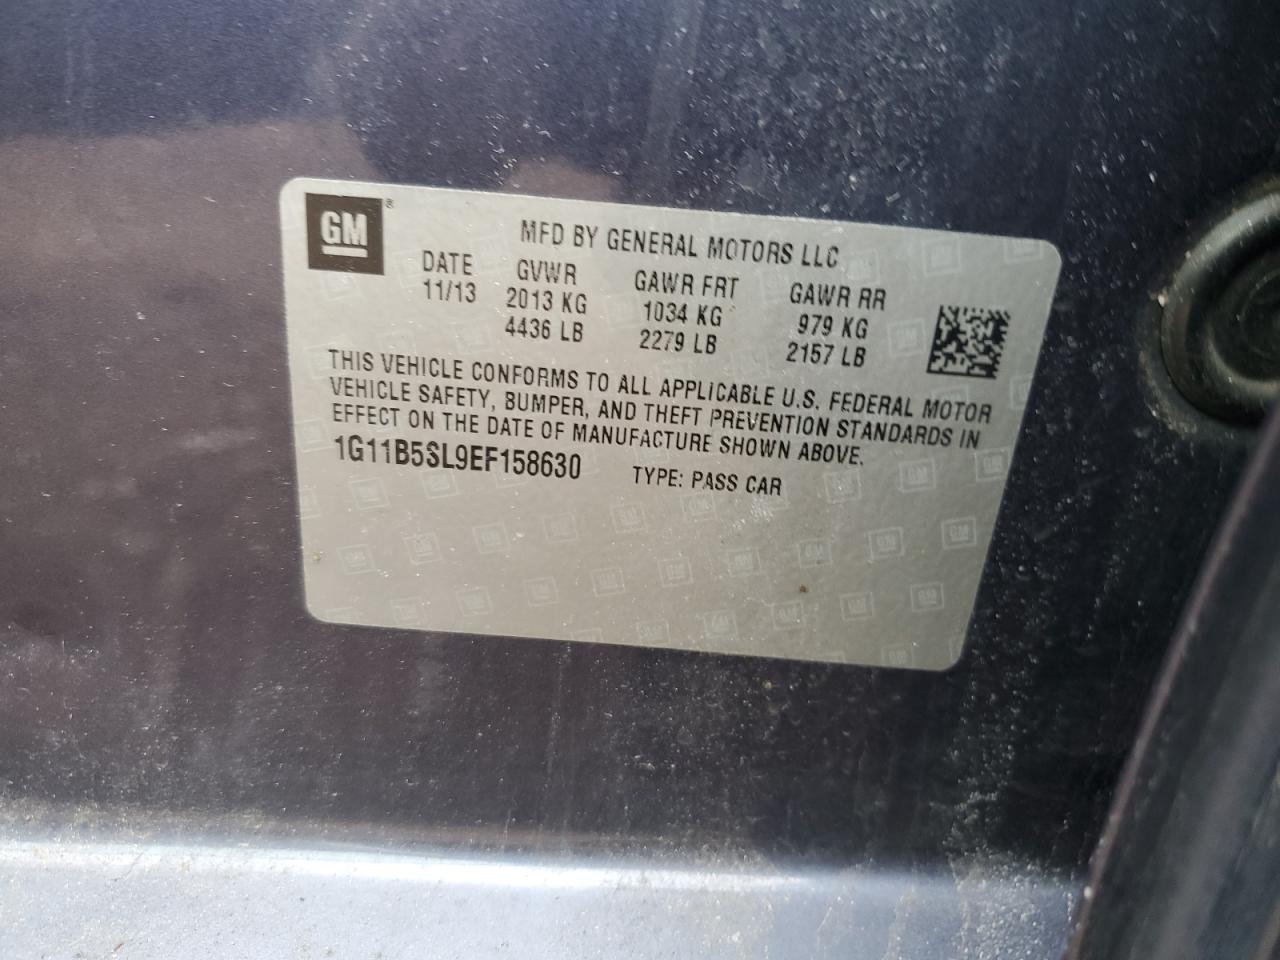 GM®
MFD BY GENERAL MOTORS LLC
DATE GVWR GAWR FRT GAWR RR
11/13 2013 KG 1034 KG 979 KG
4436 LB 2279 LB 2157 LB
THIS VEHICLE CONFORMS TO ALL APPLICABLE U.S. FEDERAL MOTOR
VEHICLE SAFETY, BUMPER, AND THEFT PREVENTION STANDARDS IN
EFFECT ON THE DATE OF MANUFACTURE SHOWN ABOVE.
1G11B5SL9EF158630 TYPE: PASS CAR